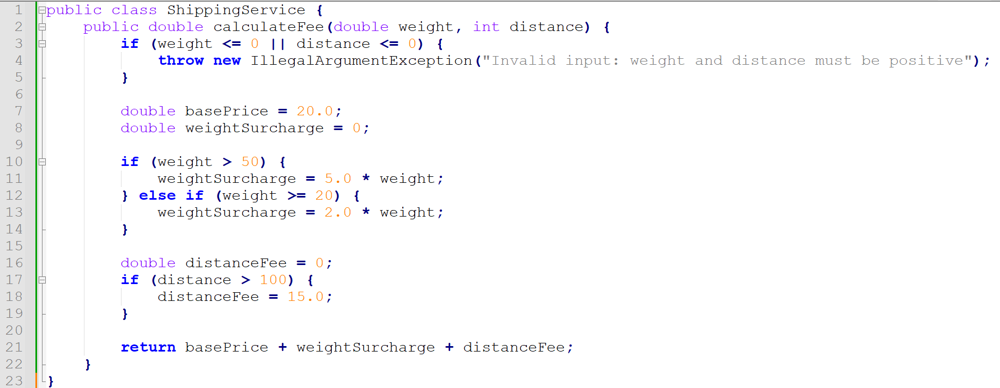 1 public class ShippingService {
2     public double calculateFee(double weight, int distance) {
3         if (weight <= 0 || distance <= 0) {
4             throw new IllegalArgumentException("Invalid input: weight and distance must be positive");
5         }
6
7         double basePrice = 20.0;
8         double weightSurcharge = 0;
9
10         if (weight > 50) {
11             weightSurcharge = 5.0 * weight;
12         } else if (weight >= 20) {
13             weightSurcharge = 2.0 * weight;
14         }
15
16         double distanceFee = 0;
17         if (distance > 100) {
18             distanceFee = 15.0;
19         }
20
21         return basePrice + weightSurcharge + distanceFee;
22     }
23 }